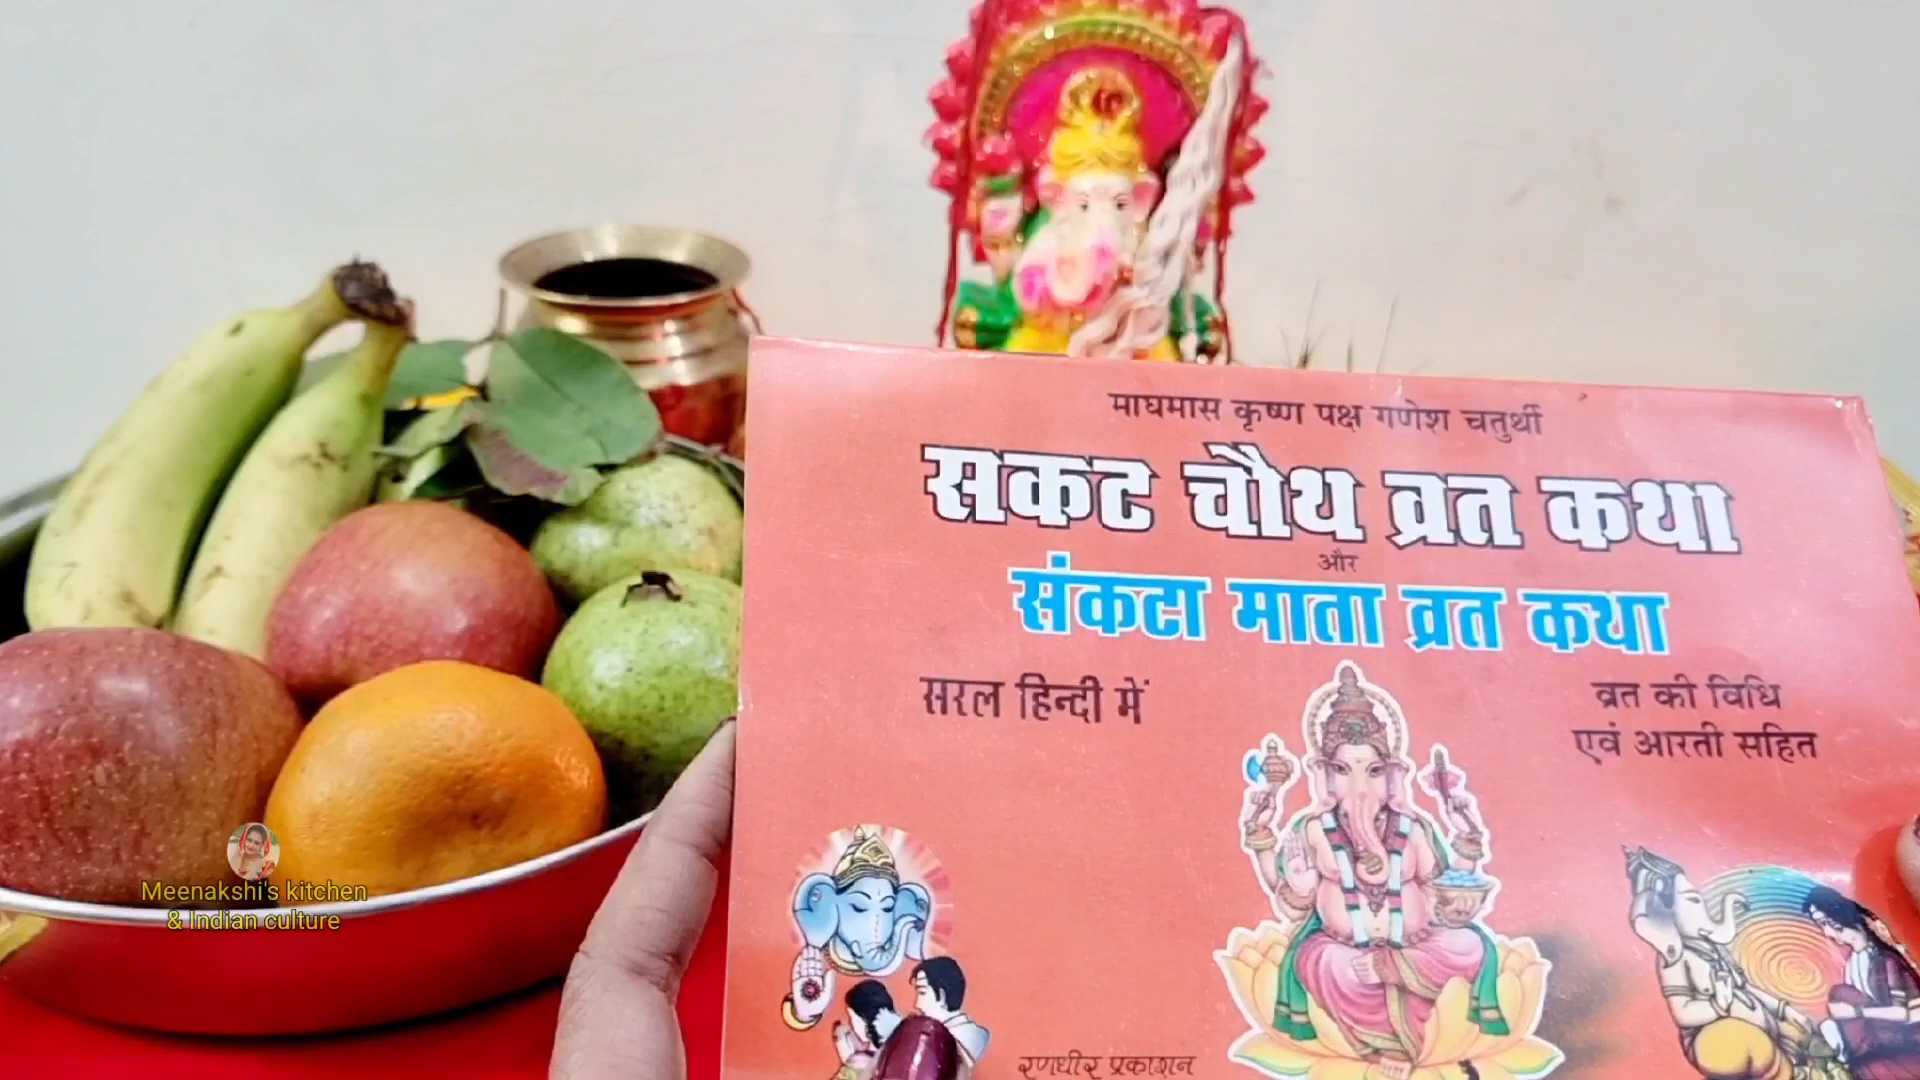 माघमास कृष्ण पक्ष गणेश चतुर्थी
सकट चौथ व्रत कथा
और
संकटा माता व्रत कथा
सरल हिन्दी में
व्रत की विधि
एवं आरती सहित
रणधीर प्रकाशन
Meenakshi's kitchen
& Indian culture